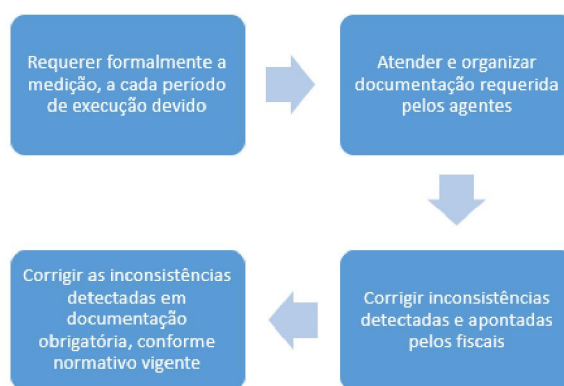 Requerer formalmente a
medição, a cada período
de execução devido
Atender e organizar
documentação requerida
pelos agentes
Corrigir inconsistências
detectadas e apontadas
pelos fiscais
Corrigir as inconsistências
detectadas em
documentação
obrigatória, conforme
normativo vigente